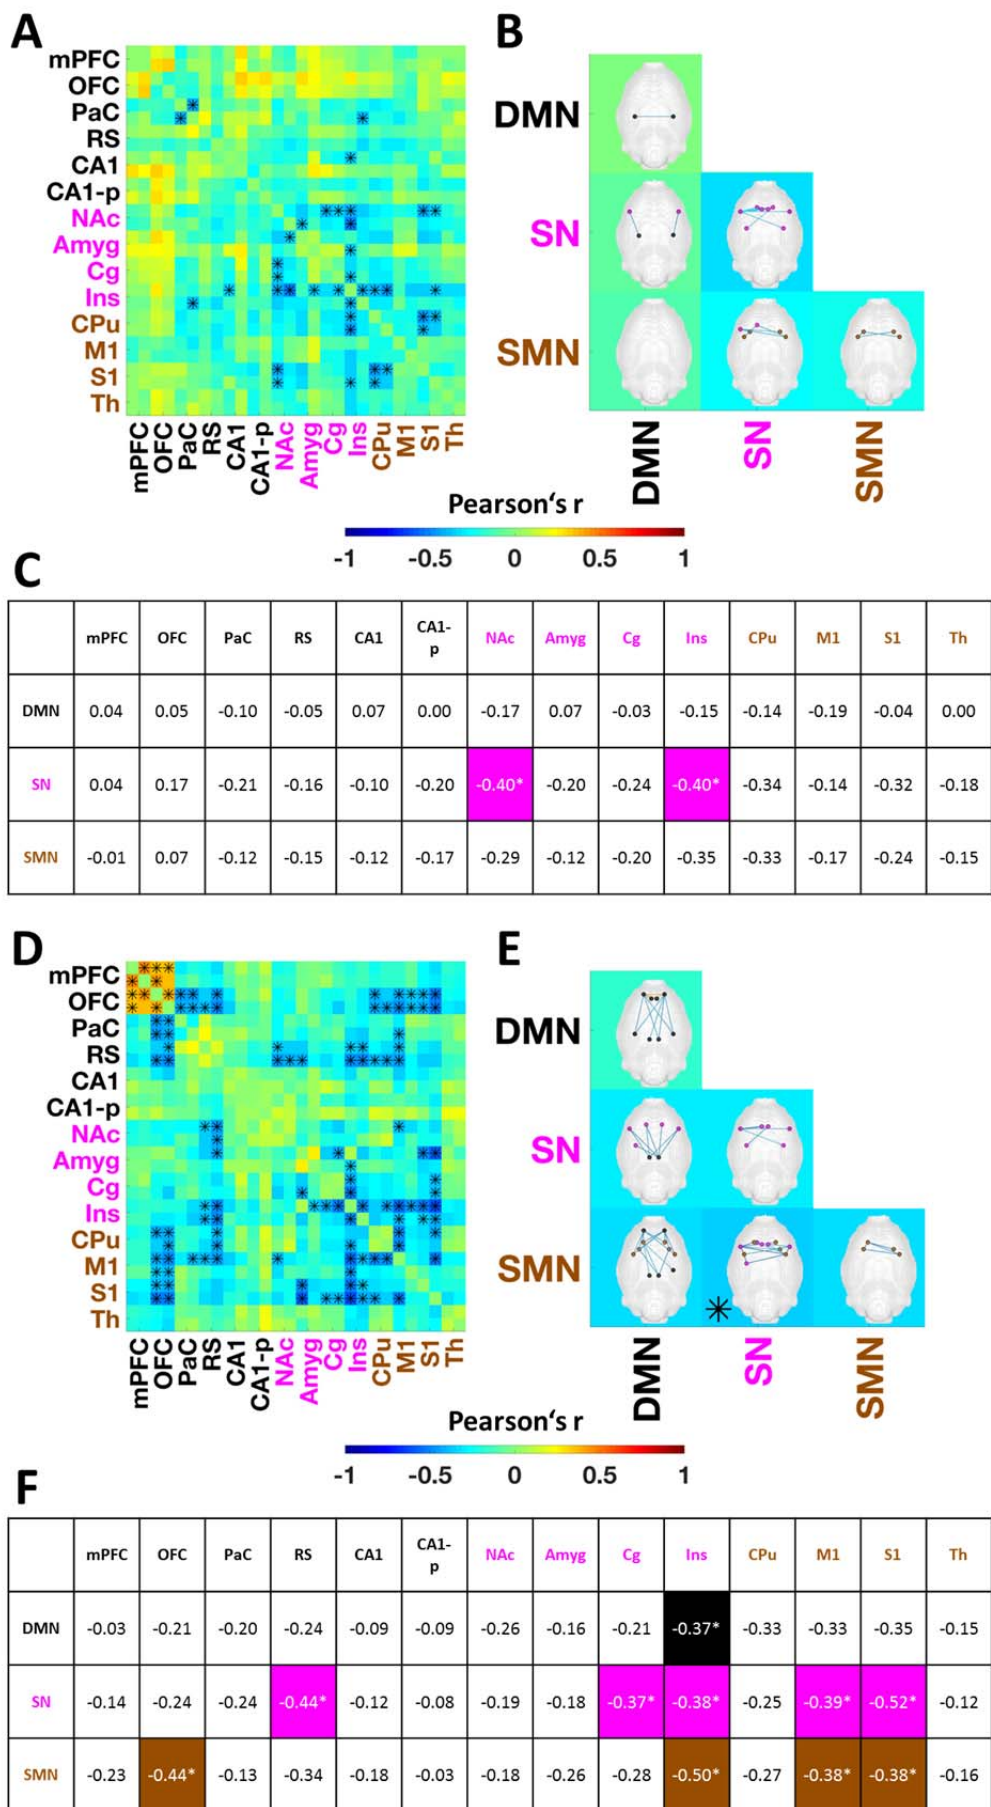 A
B
mPFC
OFC
PaC
RS
CA1
CA1-p
NAc
Amyg
Cg
Ins
CPu
M1
S1
Th
mPFC OFC PaC RS CA1 CA1-p NAc Amyg Cg Ins CPu M1 S1 Th
DMN
SN
SMN
DMN SN SMN
Pearson‘s r
-1 -0.5 0 0.5 1
C
mPFC OFC PaC RS CA1 CA1-p NAc Amyg Cg Ins CPu M1 S1 Th
DMN 0.04 0.05 -0.10 -0.05 0.07 0.00 -0.17 0.07 -0.03 -0.15 -0.14 -0.19 -0.04 0.00
SN 0.04 0.17 -0.21 -0.16 -0.10 -0.20 -0.40* -0.20 -0.24 -0.40* -0.34 -0.14 -0.32 -0.18
SMN -0.01 0.07 -0.12 -0.15 -0.12 -0.17 -0.29 -0.12 -0.20 -0.35 -0.33 -0.17 -0.24 -0.15
D
E
mPFC
OFC
PaC
RS
CA1
CA1-p
NAc
Amyg
Cg
Ins
CPu
M1
S1
Th
mPFC OFC PaC RS CA1 CA1-p NAc Amyg Cg Ins CPu M1 S1 Th
DMN
SN
SMN
DMN SN SMN
Pearson‘s r
-1 -0.5 0 0.5 1
F
mPFC OFC PaC RS CA1 CA1-p NAc Amyg Cg Ins CPu M1 S1 Th
DMN -0.03 -0.21 -0.20 -0.24 -0.09 -0.09 -0.26 -0.16 -0.21 -0.37* -0.33 -0.33 -0.35 -0.15
SN -0.14 -0.24 -0.24 -0.44* -0.12 -0.08 -0.19 -0.18 -0.37* -0.38* -0.25 -0.39* -0.52* -0.12
SMN -0.23 -0.44* -0.13 -0.34 -0.18 -0.03 -0.18 -0.26 -0.28 -0.50* -0.27 -0.38* -0.38* -0.16